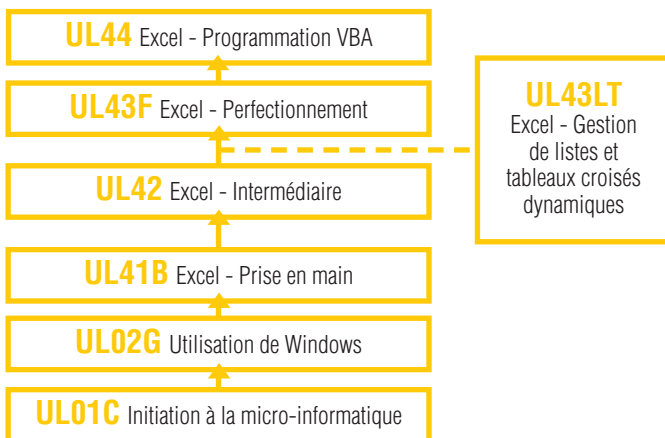 UL44 Excel - Programmation VBA
UL43F Excel - Perfectionnement
UL43LT
Excel - Gestion
de listes et
tableaux croisés
dynamiques
UL42 Excel - Intermédiaire
UL41B Excel - Prise en main
UL02G Utilisation de Windows
UL01C Initiation à la micro-informatique